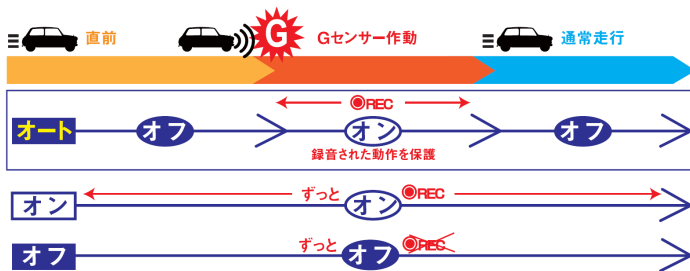 直前
G
Gセンサー作動
通常走行
REC
オート
オフ
オン
オフ
録音された動作を保護
オン
ずっと
オン
REC
オフ
ずっと
オフ
REC